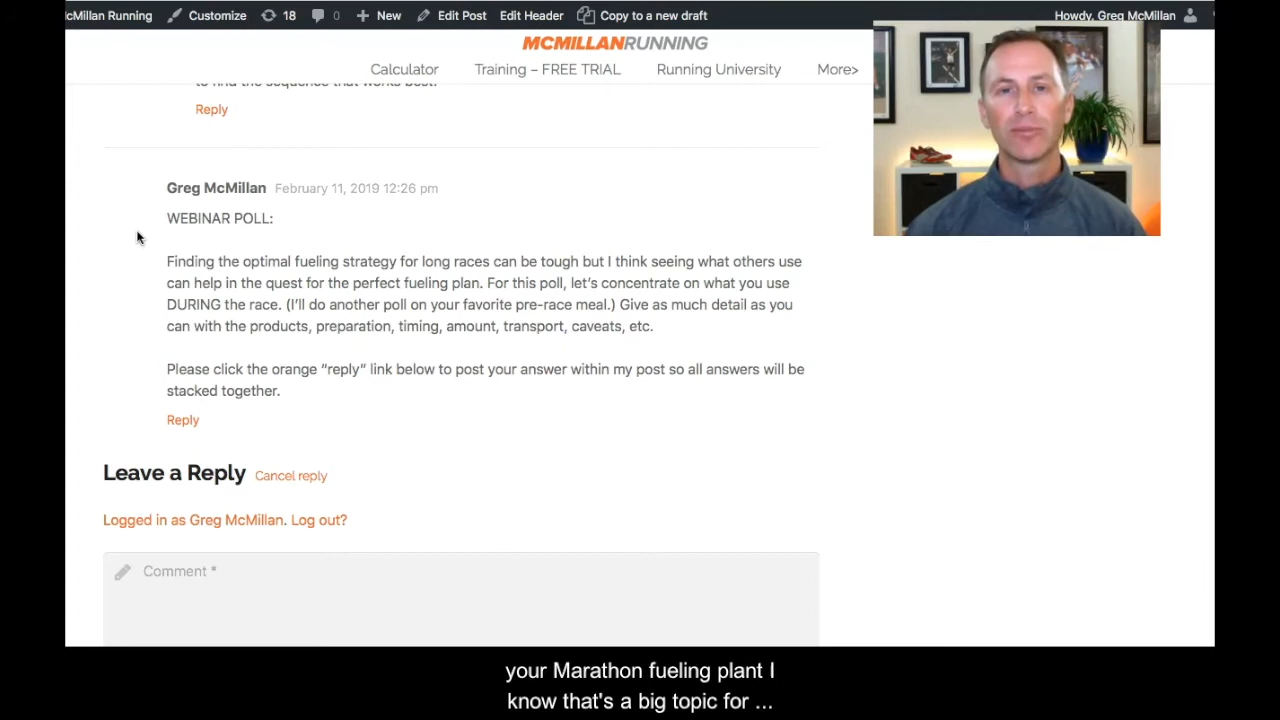 cMillan Running Customize 18 0 New Edit Post Edit Header Copy to a new draft Howdy, Greg McMillan
MCMILLANRUNNING
Calculator Training – FREE TRIAL Running University More>
to find the sequence that works best.
Reply
Greg McMillan February 11, 2019 12:26 pm
WEBINAR POLL:
Finding the optimal fueling strategy for long races can be tough but I think seeing what others use
can help in the quest for the perfect fueling plan. For this poll, let’s concentrate on what you use
DURING the race. (I’ll do another poll on your favorite pre-race meal.) Give as much detail as you
can with the products, preparation, timing, amount, transport, caveats, etc.
Please click the orange “reply” link below to post your answer within my post so all answers will be
stacked together.
Reply
Leave a Reply Cancel reply
Logged in as Greg McMillan. Log out?
Comment *
your Marathon fueling plant I
know that's a big topic for ...